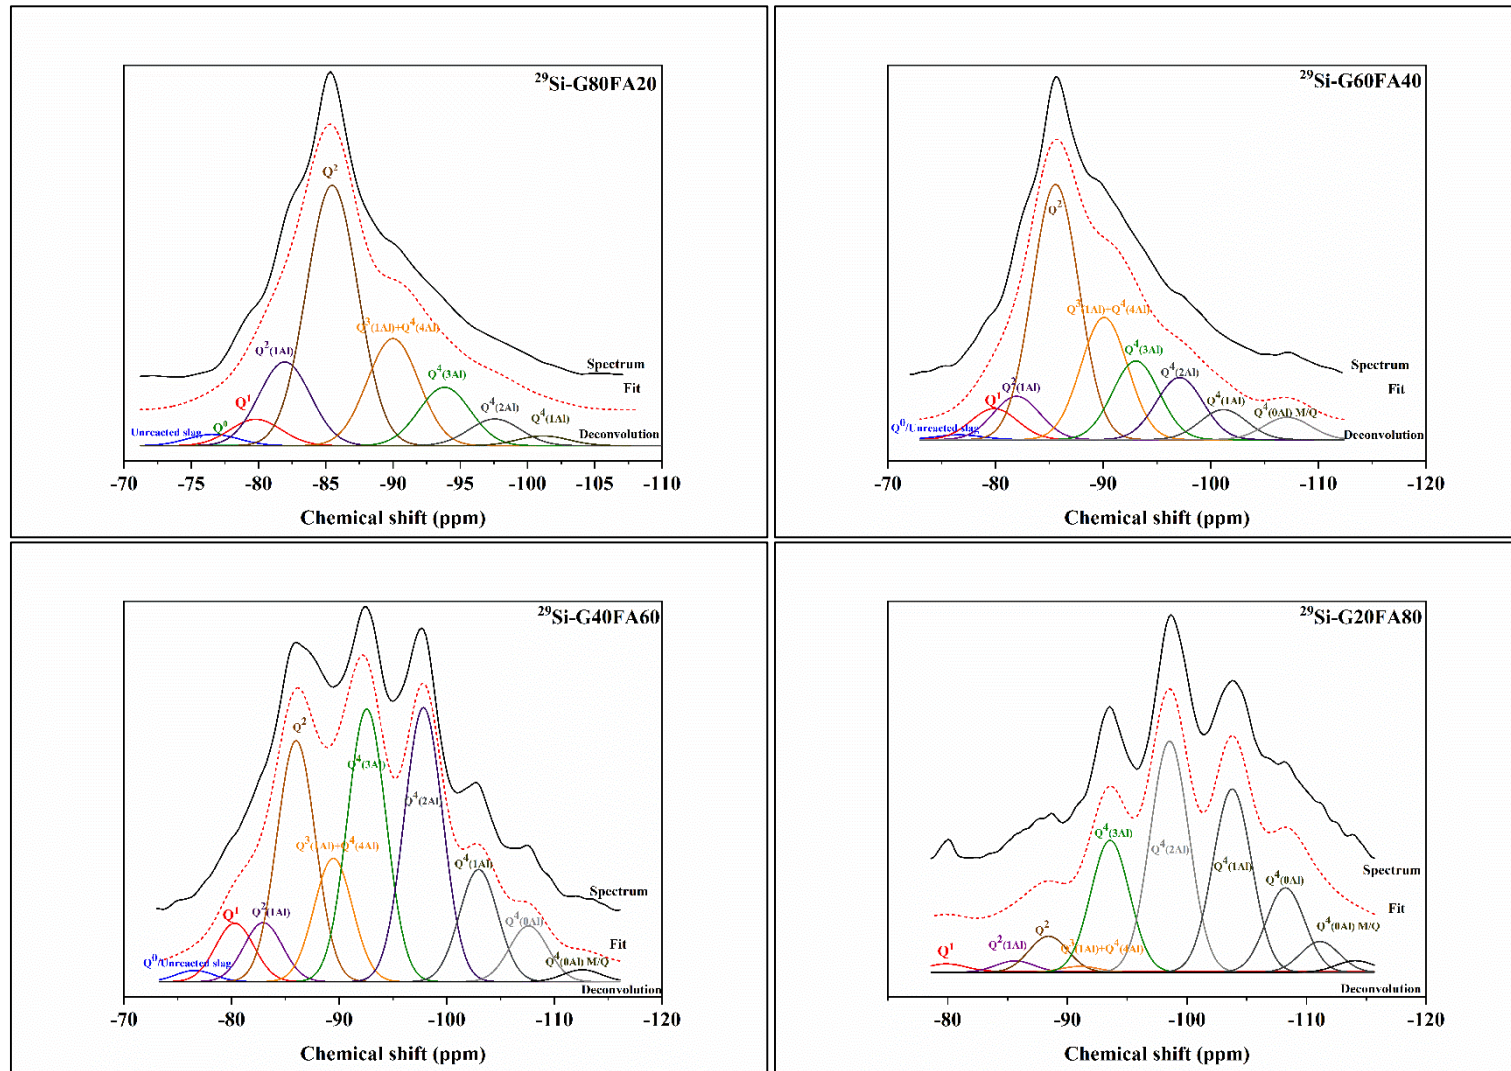 ²⁹Si-G80FA20
Q²
Q³(1Al)+Q⁴(4Al)
Q²(1Al)
Q⁴(3Al)
Q¹
Q⁴(2Al)
Q⁴(1Al)
Unreacted slag
Q⁰
Spectrum
Fit
Deconvolution
-70 -75 -80 -85 -90 -95 -100 -105 -110
Chemical shift (ppm)
²⁹Si-G60FA40
Q²
Q³(1Al)+Q⁴(4Al)
Q⁴(3Al)
Q⁴(2Al)
Q²(1Al)
Q¹
Q⁴(1Al)
Q⁴(0Al) M/Q
Q⁰/Unreacted slag
Spectrum
Fit
Deconvolution
-70 -80 -90 -100 -110 -120
Chemical shift (ppm)
²⁹Si-G40FA60
Q²
Q⁴(3Al)
Q⁴(2Al)
Q³(1Al)+Q⁴(4Al)
Q⁴(1Al)
Q¹
Q²(1Al)
Q⁴(0Al)
Q⁰/Unreacted slag
Q⁴(0Al) M/Q
Spectrum
Fit
Deconvolution
-70 -80 -90 -100 -110 -120
Chemical shift (ppm)
²⁹Si-G20FA80
Q⁴(3Al)
Q⁴(2Al)
Q⁴(1Al)
Q⁴(0Al)
Q²
Q⁴(0Al) M/Q
Q¹
Q²(1Al)
Q³(1Al)+Q⁴(4Al)
Spectrum
Fit
Deconvolution
-80 -90 -100 -110 -120
Chemical shift (ppm)